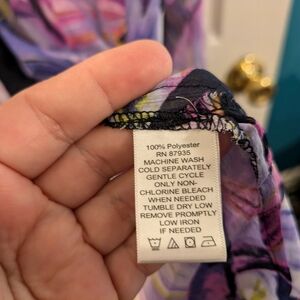 100% Polyester
RN 87935
MACHINE WASH
COLD SEPARATELY
GENTLE CYCLE
ONLY NON-
CHLORINE BLEACH
WHEN NEEDED
TUMBLE DRY LOW
REMOVE PROMPTLY
LOW IRON
IF NEEDED